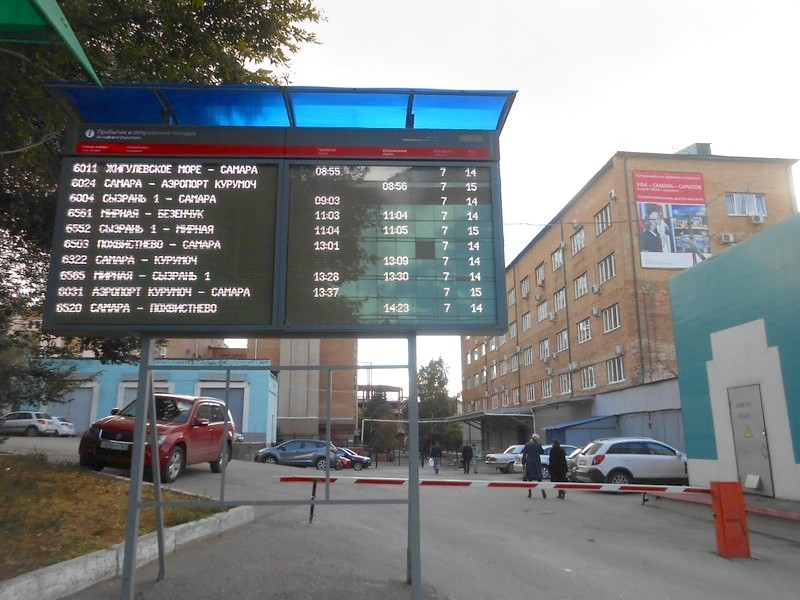 Прибытие и отправление поездов
6011 ЖИГУЛЕВСКОЕ МОРЕ - САМАРА 08:55 7 14
6024 САМАРА - АЭРОПОРТ КУРУМОЧ 08:56 7 15
6004 СЫЗРАНЬ 1 - САМАРА 09:03 7 14
6561 МИРНАЯ - БЕЗЕНЧУК 11:03 11:04 7 14
6552 СЫЗРАНЬ 1 - МИРНАЯ 11:04 11:05 7 15
6503 ПОХВИСТНЕВО - САМАРА 13:01 7 14
6322 САМАРА - КУРУМОЧ 13:09 7 14
6565 МИРНАЯ - СЫЗРАНЬ 1 13:28 13:30 7 14
6031 АЭРОПОРТ КУРУМОЧ - САМАРА 13:37 7 15
6520 САМАРА - ПОХВИСТНЕВО 14:23 7 14
УФА – САМАРА – САРАТОВ